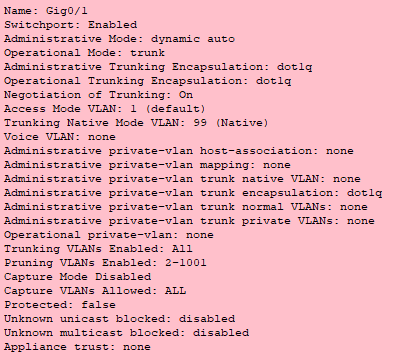 Name: Gig0/1
Switchport: Enabled
Administrative Mode: dynamic auto
Operational Mode: trunk
Administrative Trunking Encapsulation: dot1q
Operational Trunking Encapsulation: dot1q
Negotiation of Trunking: On
Access Mode VLAN: 1 (default)
Trunking Native Mode VLAN: 99 (Native)
Voice VLAN: none
Administrative private-vlan host-association: none
Administrative private-vlan mapping: none
Administrative private-vlan trunk native VLAN: none
Administrative private-vlan trunk encapsulation: dot1q
Administrative private-vlan trunk normal VLANs: none
Administrative private-vlan trunk private VLANs: none
Operational private-vlan: none
Trunking VLANs Enabled: All
Pruning VLANs Enabled: 2-1001
Capture Mode Disabled
Capture VLANs Allowed: ALL
Protected: false
Unknown unicast blocked: disabled
Unknown multicast blocked: disabled
Appliance trust: none